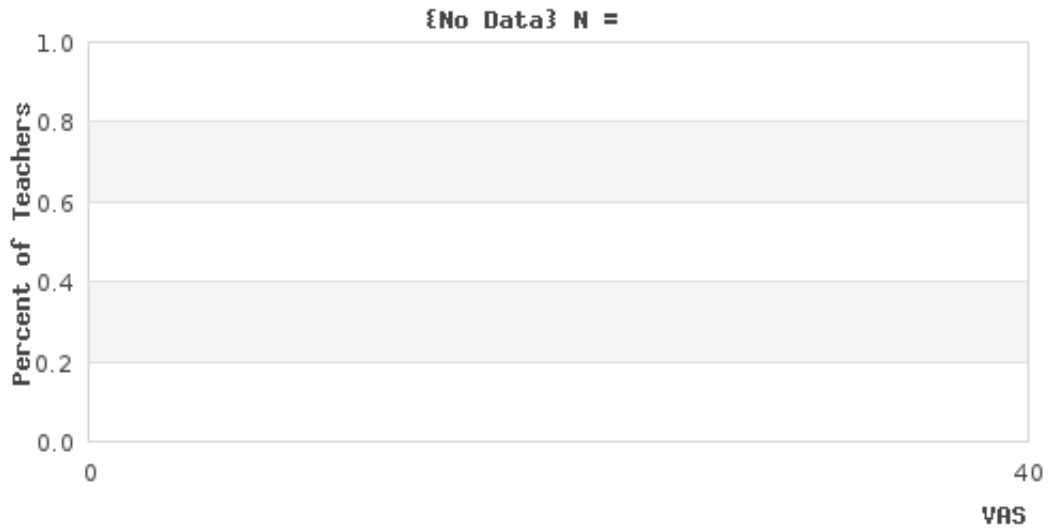 {No Data} N =
1.0
0.8
0.6
0.4
0.2
0.0
Percent of Teachers
0
40
VAS